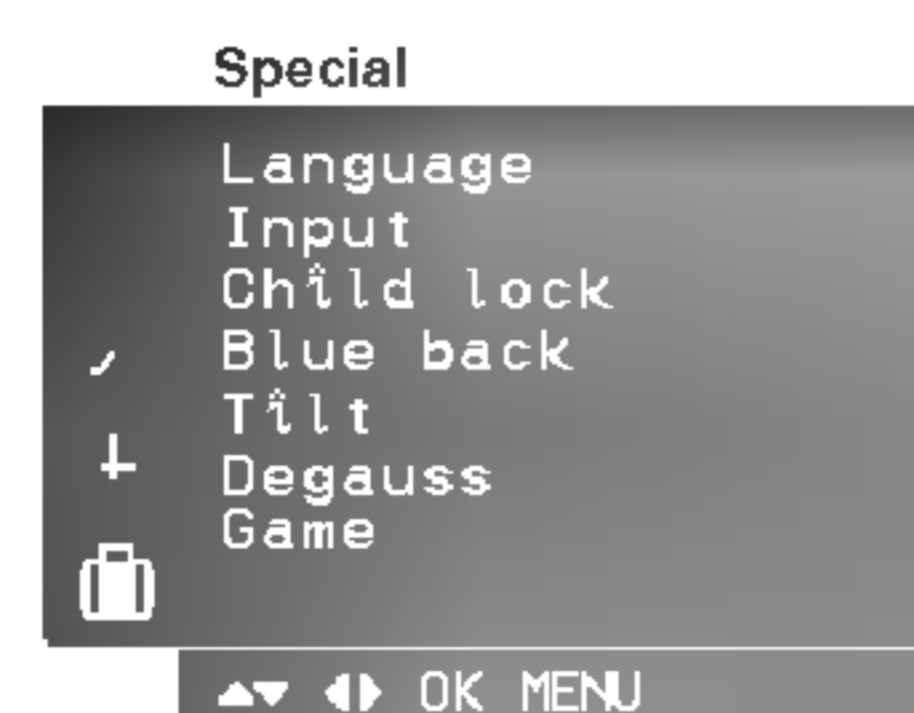 Special
Language
Input
Child lock
Blue back
Tilt
Degauss
Game
OK MENU